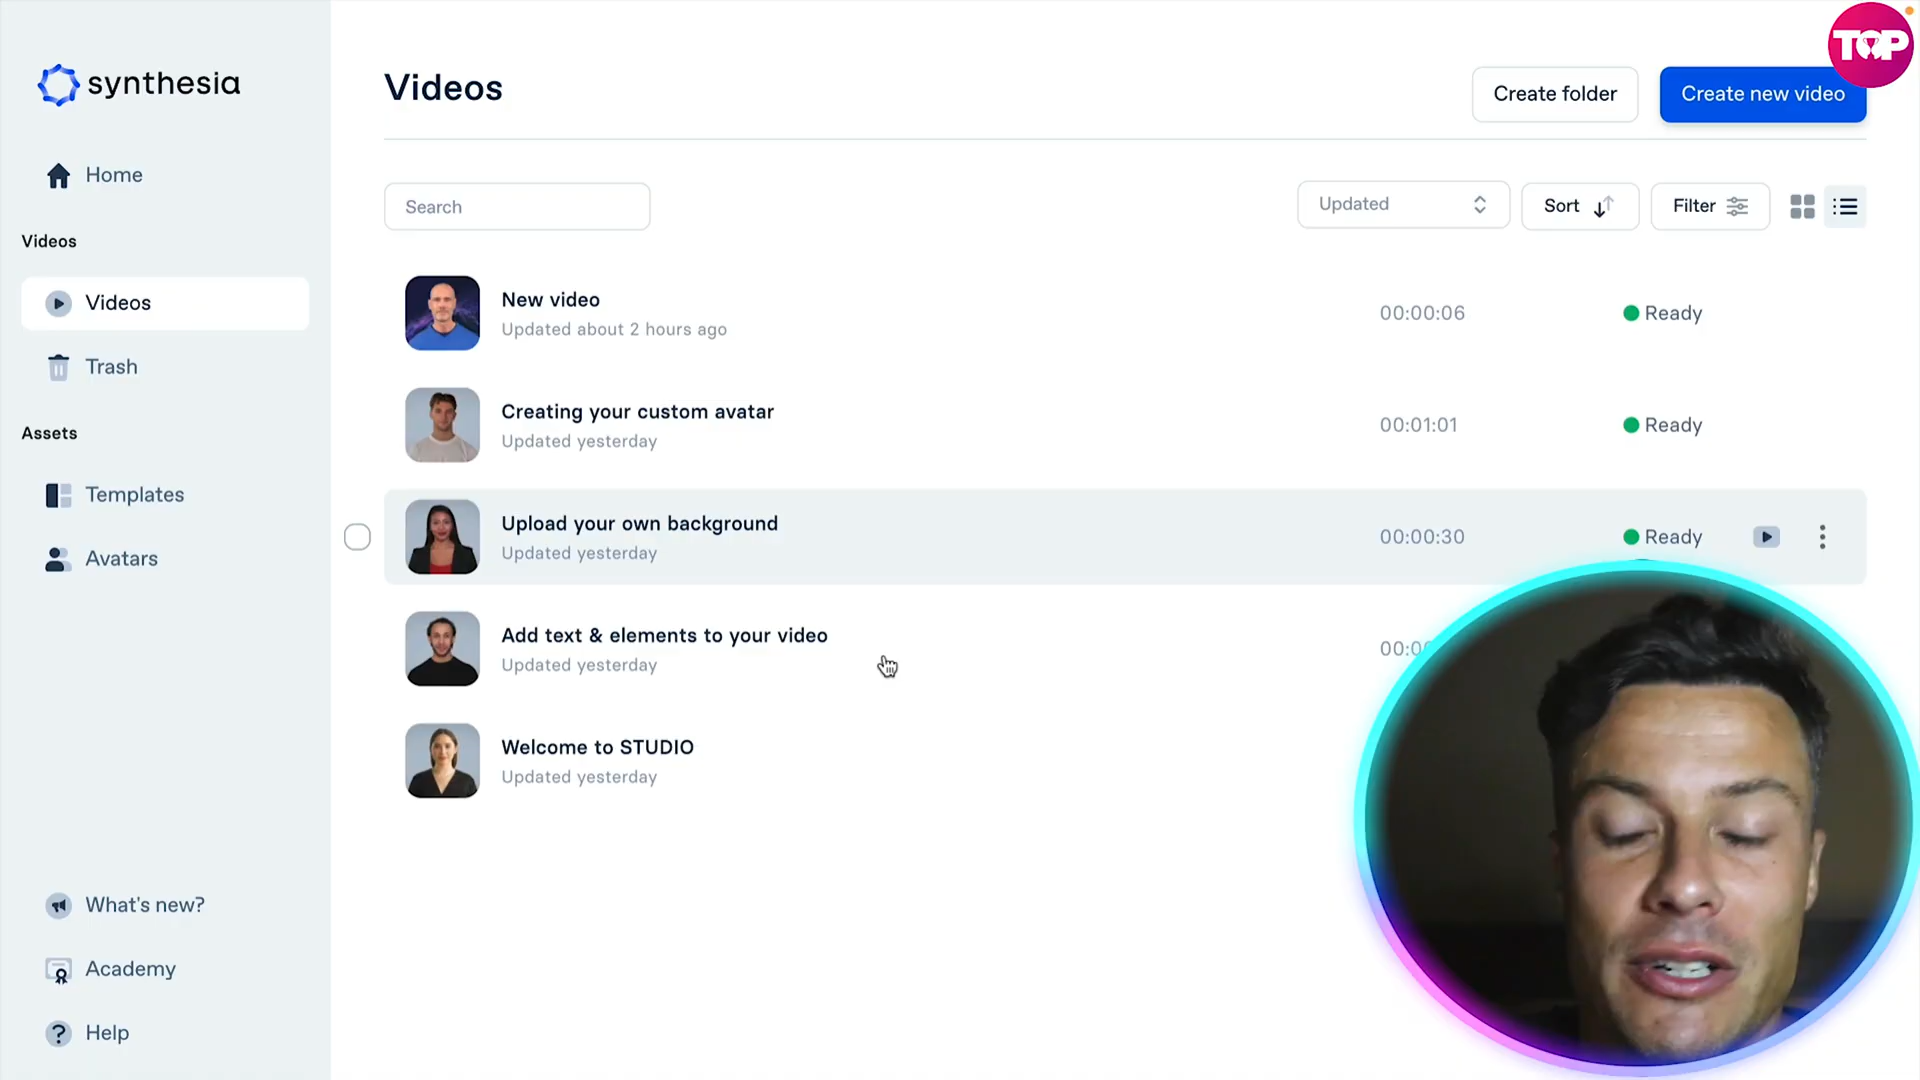 TOP
synthesia
Videos
Create folder
Create new video
Home
Search
Updated
Sort
Filter
Videos
Videos
New video
Updated about 2 hours ago
00:00:06
Ready
Trash
Creating your custom avatar
Updated yesterday
00:01:01
Ready
Assets
Templates
Upload your own background
Updated yesterday
00:00:30
Ready
Avatars
Add text & elements to your video
Updated yesterday
Welcome to STUDIO
Updated yesterday
What's new?
Academy
? Help